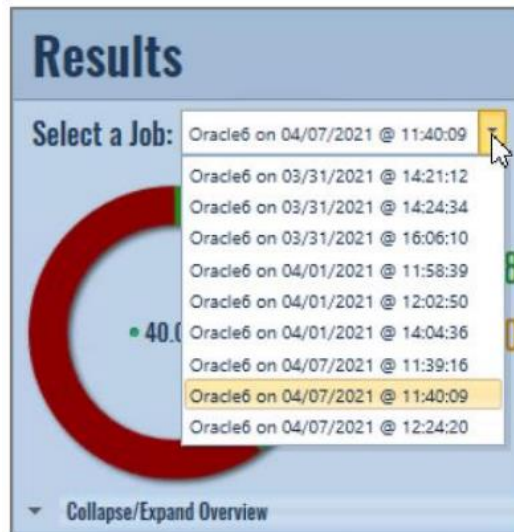 Results
Select a Job: Oracle6 on 04/07/2021 @ 11:40:09
Oracle6 on 03/31/2021 @ 14:21:12
Oracle6 on 03/31/2021 @ 14:24:34
Oracle6 on 03/31/2021 @ 16:06:10
Oracle6 on 04/01/2021 @ 11:58:39
Oracle6 on 04/01/2021 @ 12:02:50
40.0 Oracle6 on 04/01/2021 @ 14:04:36
Oracle6 on 04/07/2021 @ 11:39:16
Oracle6 on 04/07/2021 @ 11:40:09
Oracle6 on 04/07/2021 @ 12:24:20
Collapse/Expand Overview